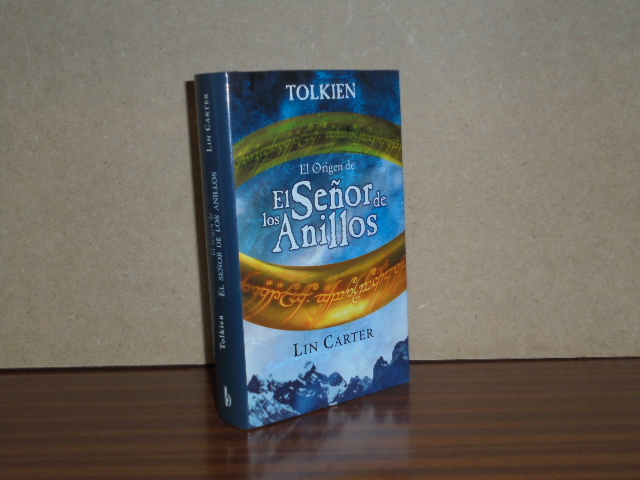 TOLKIEN
El Origen de
El Señor de
los Anillos
LIN CARTER
Tolkien
El origen de
EL SEÑOR DE LOS ANILLOS
LIN CARTER
b